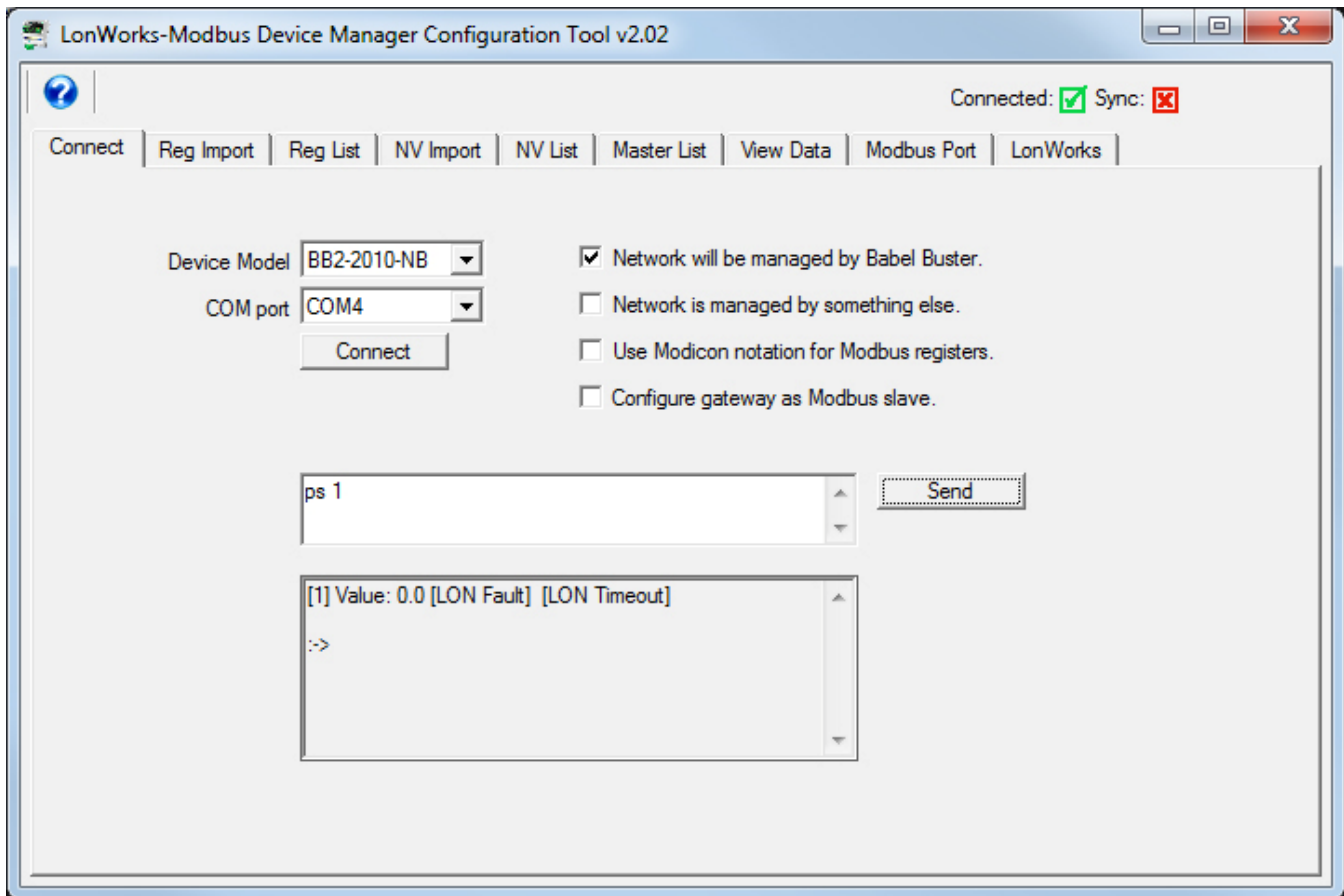 LonWorks-Modbus Device Manager Configuration Tool v2.02
Connected: Sync:
Connect Reg Import Reg List NV Import NV List Master List View Data Modbus Port LonWorks
Device Model BB2-2010-NB
COM port COM4
Connect
Network will be managed by Babel Buster.
Network is managed by something else.
Use Modicon notation for Modbus registers.
Configure gateway as Modbus slave.
ps 1
Send
[1] Value: 0.0 [LON Fault] [LON Timeout]
:->